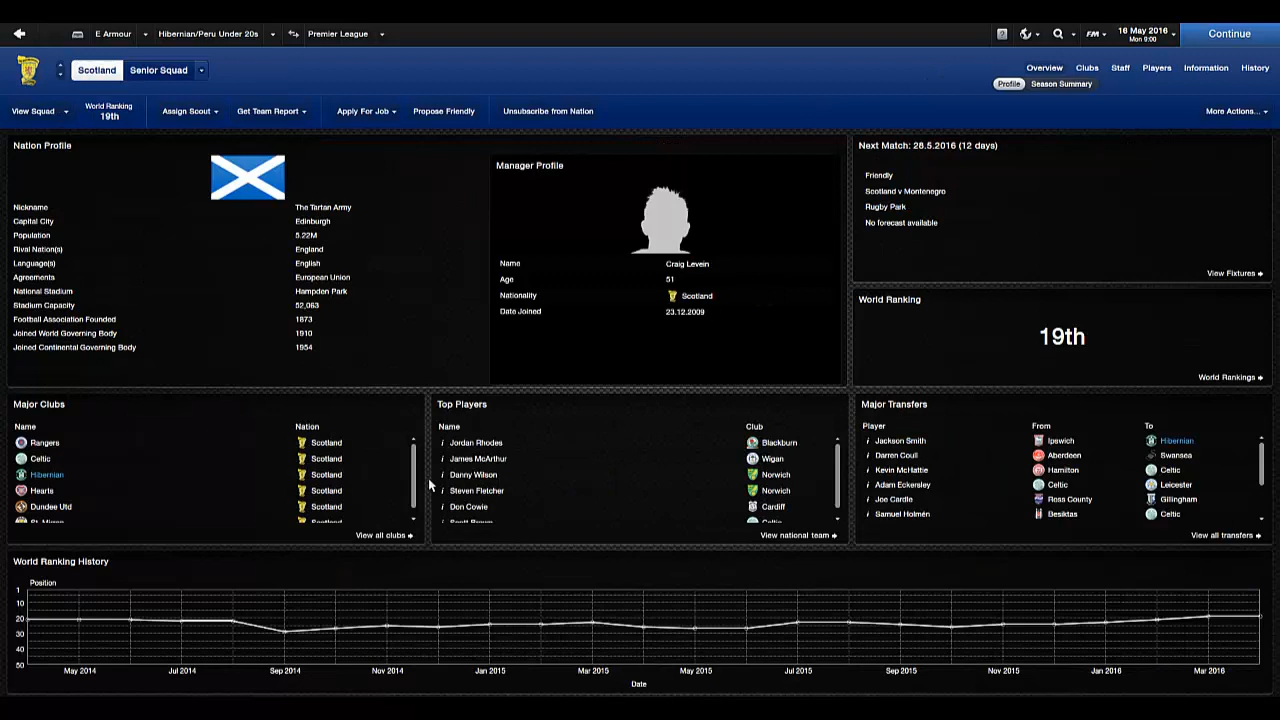 E Armour Hibernian/Peru Under 20s Premier League FM 16 May 2016 Continue
Mon 9:00
Scotland Senior Squad Overview Clubs Staff Players Information History
Profile Season Summary
View Squad World Ranking 19th Assign Scout Get Team Report Apply For Job Propose Friendly Unsubscribe from Nation More Actions...
Nation Profile
Nickname The Tartan Army
Capital City Edinburgh
Population 5.22M
Rival Nation(s) England
Language(s) English
Agreements European Union
National Stadium Hampden Park
Stadium Capacity 52,063
Football Association Founded 1873
Joined World Governing Body 1910
Joined Continental Governing Body 1954
Manager Profile
Name Craig Levein
Age 51
Nationality Scotland
Date Joined 23.12.2009
Next Match: 28.5.2016 (12 days)
Friendly
Scotland v Montenegro
Rugby Park
No forecast available
View Fixtures
World Ranking
19th
World Rankings
Major Clubs
Name Nation
Rangers Scotland
Celtic Scotland
Hibernian Scotland
Hearts Scotland
Dundee Utd Scotland
St. Mirren Scotland
View all clubs
Top Players
Name Club
Jordan Rhodes Blackburn
James McArthur Wigan
Danny Wilson Norwich
Steven Fletcher Norwich
Don Cowie Cardiff
Scott Brown Celtic
View national team
Major Transfers
Player From To
Jackson Smith Ipswich Hibernian
Darren Coull Aberdeen Swansea
Kevin McHattie Hamilton Celtic
Adam Eckersley Celtic Leicester
Joe Cardle Ross County Gillingham
Samuel Holmén Besiktas Celtic
View all transfers
World Ranking History
Position
1
10
20
30
40
50
May 2014 Jul 2014 Sep 2014 Nov 2014 Jan 2015 Mar 2015 May 2015 Jul 2015 Sep 2015 Nov 2015 Jan 2016 Mar 2016
Date